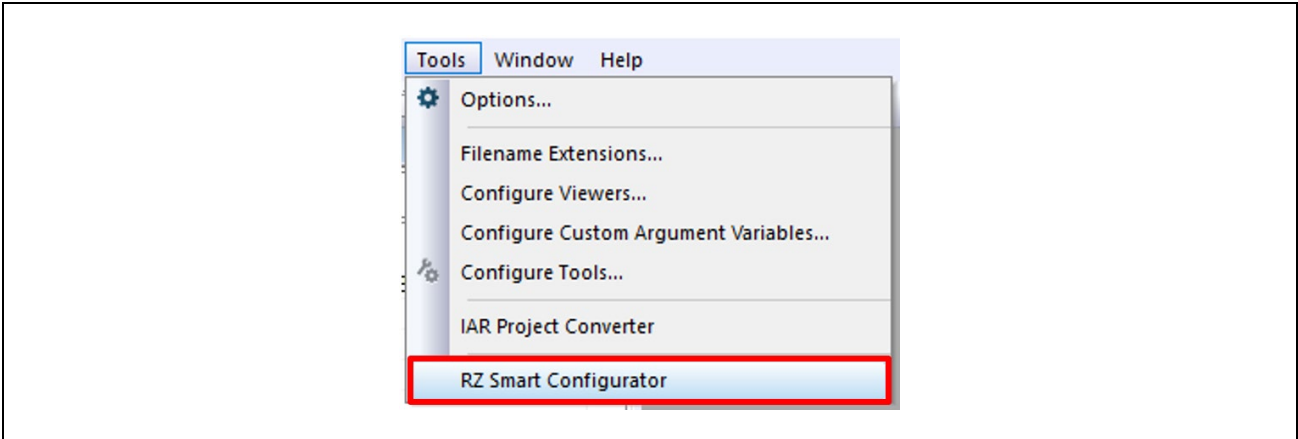 Tools Window Help
Options...
Filename Extensions...
Configure Viewers...
Configure Custom Argument Variables...
Configure Tools...
IAR Project Converter
RZ Smart Configurator